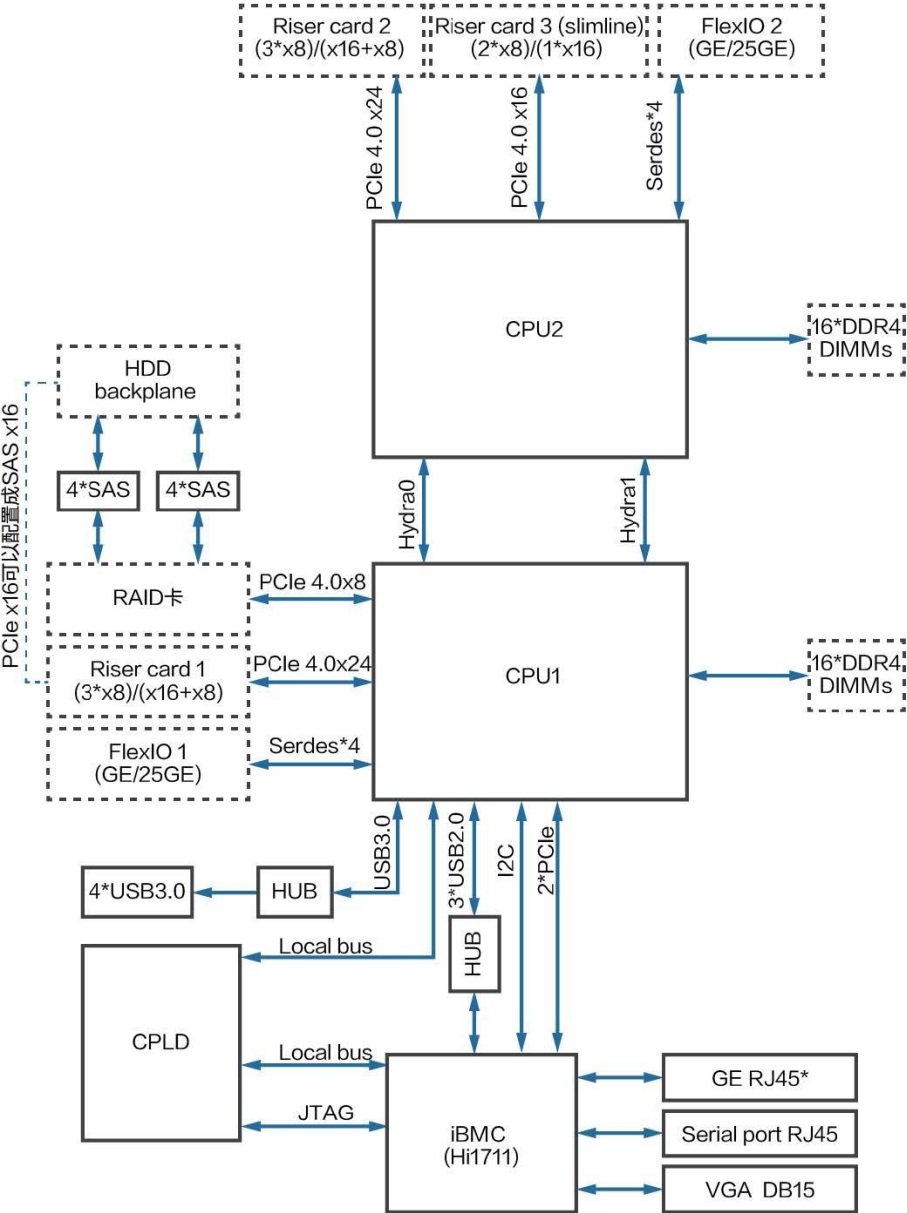 Riser card 2
(3*x8)/(x16+x8)
Riser card 3 (slimline)
(2*x8)/(1*x16)
FlexIO 2
(GE/25GE)
PCIe 4.0 x24
PCIe 4.0 x16
Serdes*4
CPU2
16*DDR4
DIMMs
HDD
backplane
4*SAS
4*SAS
PCIe x16可以配置成SAS x16
Hydra0
Hydra1
RAID卡
PCIe 4.0x8
Riser card 1
(3*x8)/(x16+x8)
PCIe 4.0x24
CPU1
16*DDR4
DIMMs
FlexIO 1
(GE/25GE)
Serdes*4
USB3.0
3*USB2.0
I2C
2*PCIe
4*USB3.0
HUB
HUB
Local bus
CPLD
Local bus
JTAG
iBMC
(Hi1711)
GE RJ45*
Serial port RJ45
VGA DB15